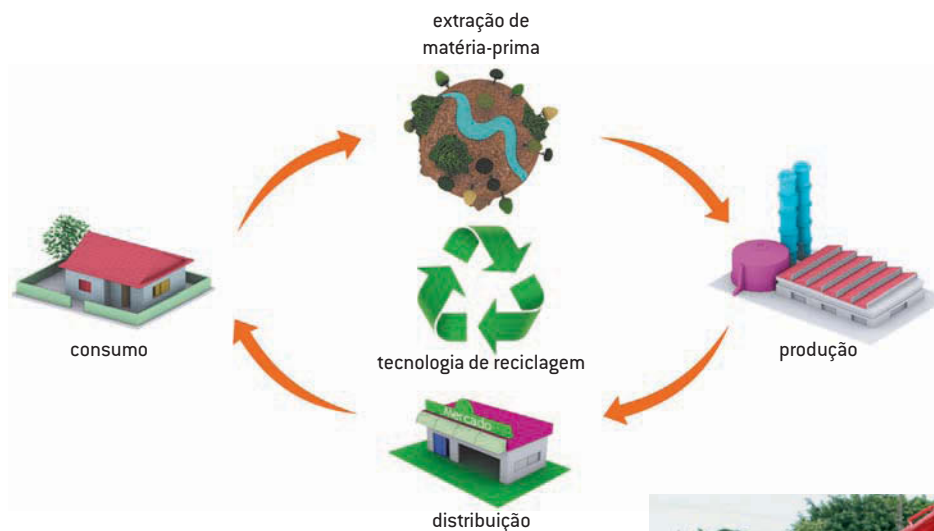 extração de
matéria-prima
consumo
tecnologia de reciclagem
produção
Mercado
distribuição